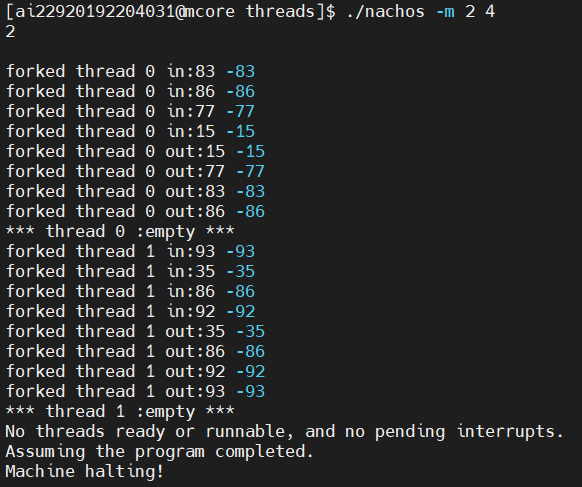 [ai22920192204031@mcore threads]$ ./nachos -m 2 4
2
forked thread 0 in:83 -83
forked thread 0 in:86 -86
forked thread 0 in:77 -77
forked thread 0 in:15 -15
forked thread 0 out:15 -15
forked thread 0 out:77 -77
forked thread 0 out:83 -83
forked thread 0 out:86 -86
*** thread 0 :empty ***
forked thread 1 in:93 -93
forked thread 1 in:35 -35
forked thread 1 in:86 -86
forked thread 1 in:92 -92
forked thread 1 out:35 -35
forked thread 1 out:86 -86
forked thread 1 out:92 -92
forked thread 1 out:93 -93
*** thread 1 :empty ***
No threads ready or runnable, and no pending interrupts.
Assuming the program completed.
Machine halting!